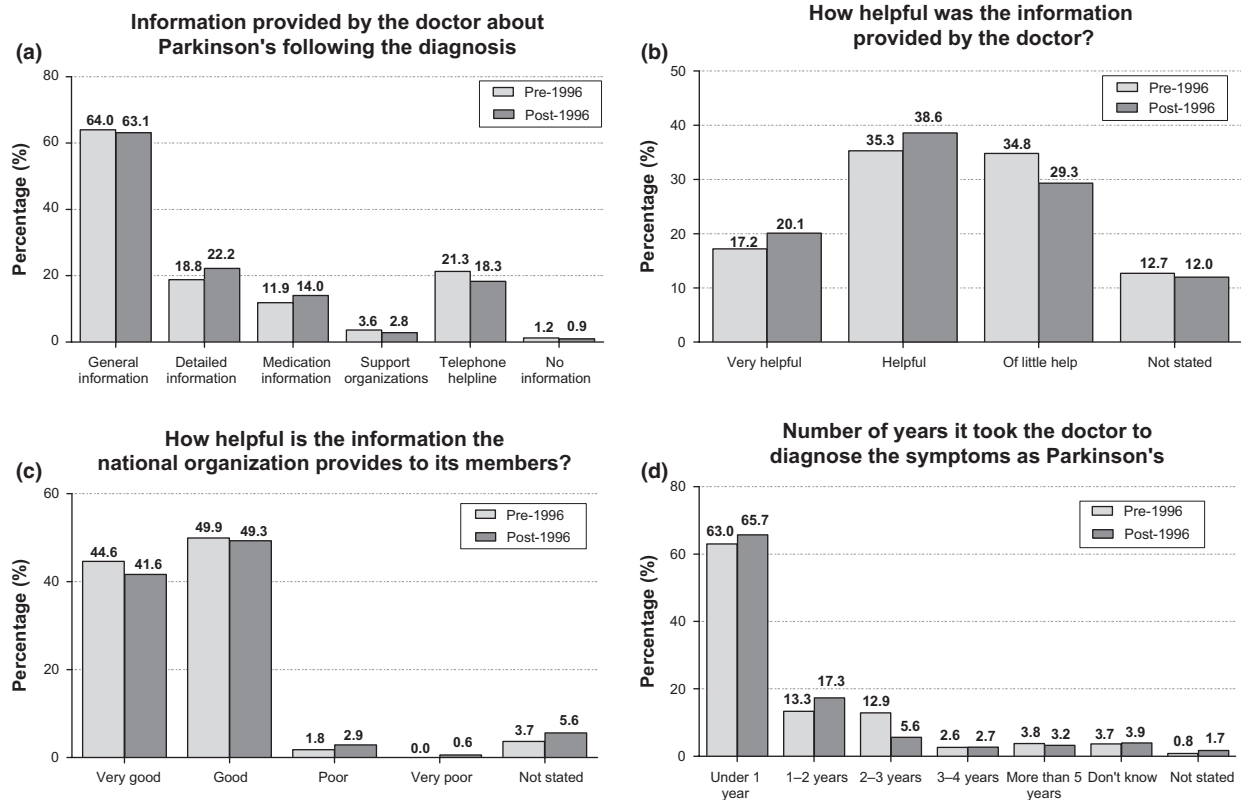 (a)
Information provided by the doctor about
Parkinson's following the diagnosis
Percentage (%)
80
60
40
20
0
Pre-1996
Post-1996
64.0 63.1
18.8 22.2
11.9 14.0
3.6 2.8
21.3 18.3
1.2 0.9
General
information
Detailed
information
Medication
information
Support
organizations
Telephone
helpline
No
information
(b)
How helpful was the information
provided by the doctor?
Percentage (%)
50
40
30
20
10
0
Pre-1996
Post-1996
17.2 20.1
35.3 38.6
34.8 29.3
12.7 12.0
Very helpful
Helpful
Of little help
Not stated
(c)
How helpful is the information the
national organization provides to its members?
Percentage (%)
60
40
20
0
Pre-1996
Post-1996
44.6 41.6
49.9 49.3
1.8 2.9
0.0 0.6
3.7 5.6
Very good
Good
Poor
Very poor
Not stated
(d)
Number of years it took the doctor to
diagnose the symptoms as Parkinson's
Percentage (%)
80
60
40
20
0
Pre-1996
Post-1996
63.0 65.7
13.3 17.3
12.9 5.6
2.6 2.7
3.8 3.2
3.7 3.9
0.8 1.7
Under 1
year
1–2 years
2–3 years
3–4 years
More than 5
years
Don't know
Not stated